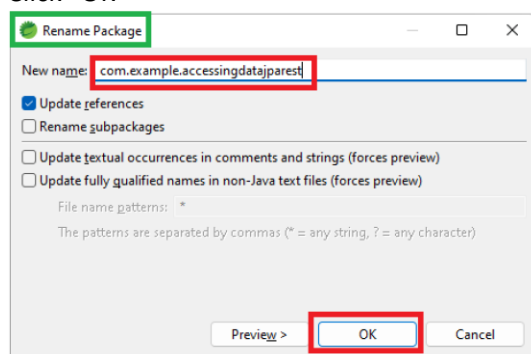 Click "OK"
Rename Package
New name: com.example.accessingdatajparest
Update references
Rename subpackages
Update textual occurrences in comments and strings (forces preview)
Update fully qualified names in non-Java text files (forces preview)
File name patterns: *
The patterns are separated by commas (* = any string, ? = any character)
Preview > OK Cancel